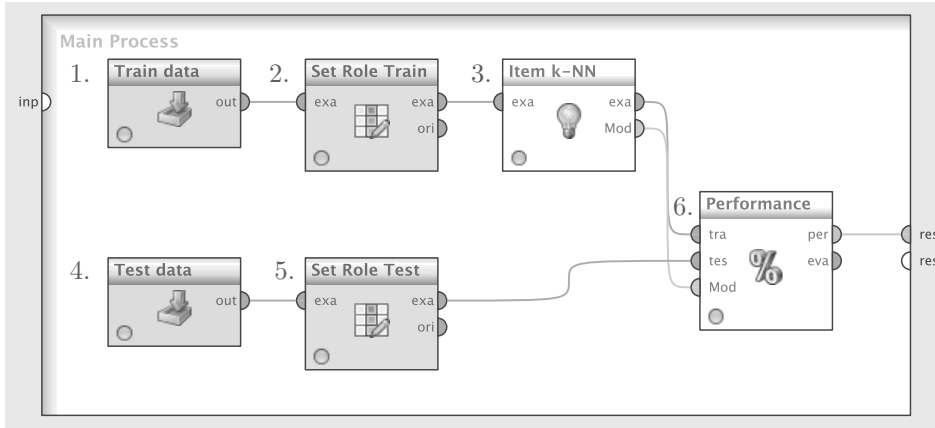 Main Process
1. Train data
2. Set Role Train
3. Item k-NN
inp
out
exa
exa
ori
exa
exa
Mod
6. Performance
tra
tes
Mod
per
eva
res
res
4. Test data
5. Set Role Test
out
exa
exa
ori
%